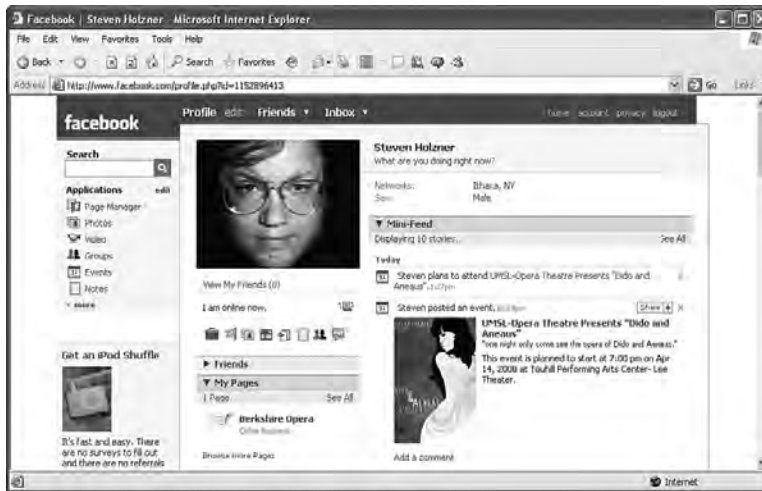 Facebook | Steven Holzner - Microsoft Internet Explorer
File Edit View Favorites Tools Help
Back Search Favorites
Address http://www.facebook.com/profile.php?id=1152896413 Go Links
facebook
Profile edit Friends Inbox home account privacy logout
Search
Applications edit
Page Manager
Photos
Video
Groups
Events
Notes
more
Get an iPod Shuffle
It's fast and easy. There
are no surveys to fill out
and there are no referrals
View My Friends (0)
I am online now.
Friends
My Pages
1 Page See All
Berkshire Opera
Other Business
Browse More Pages
Steven Holzner
What are you doing right now?
Networks: Ithaca, NY
Sex: Male
Mini-Feed
Displaying 10 stories. See All
Today
Steven plans to attend UMSL-Opera Theatre Presents "Dido and
Aneaus".
Steven posted an event. Share +
UMSL-Opera Theatre Presents "Dido and
Aneaus"
"one night only come see the opera of Dido and Aeneas."
This event is planned to start at 7:00 pm on Apr
14, 2008 at Touhill Performing Arts Center- Lee
Theater.
Add a comment
Internet